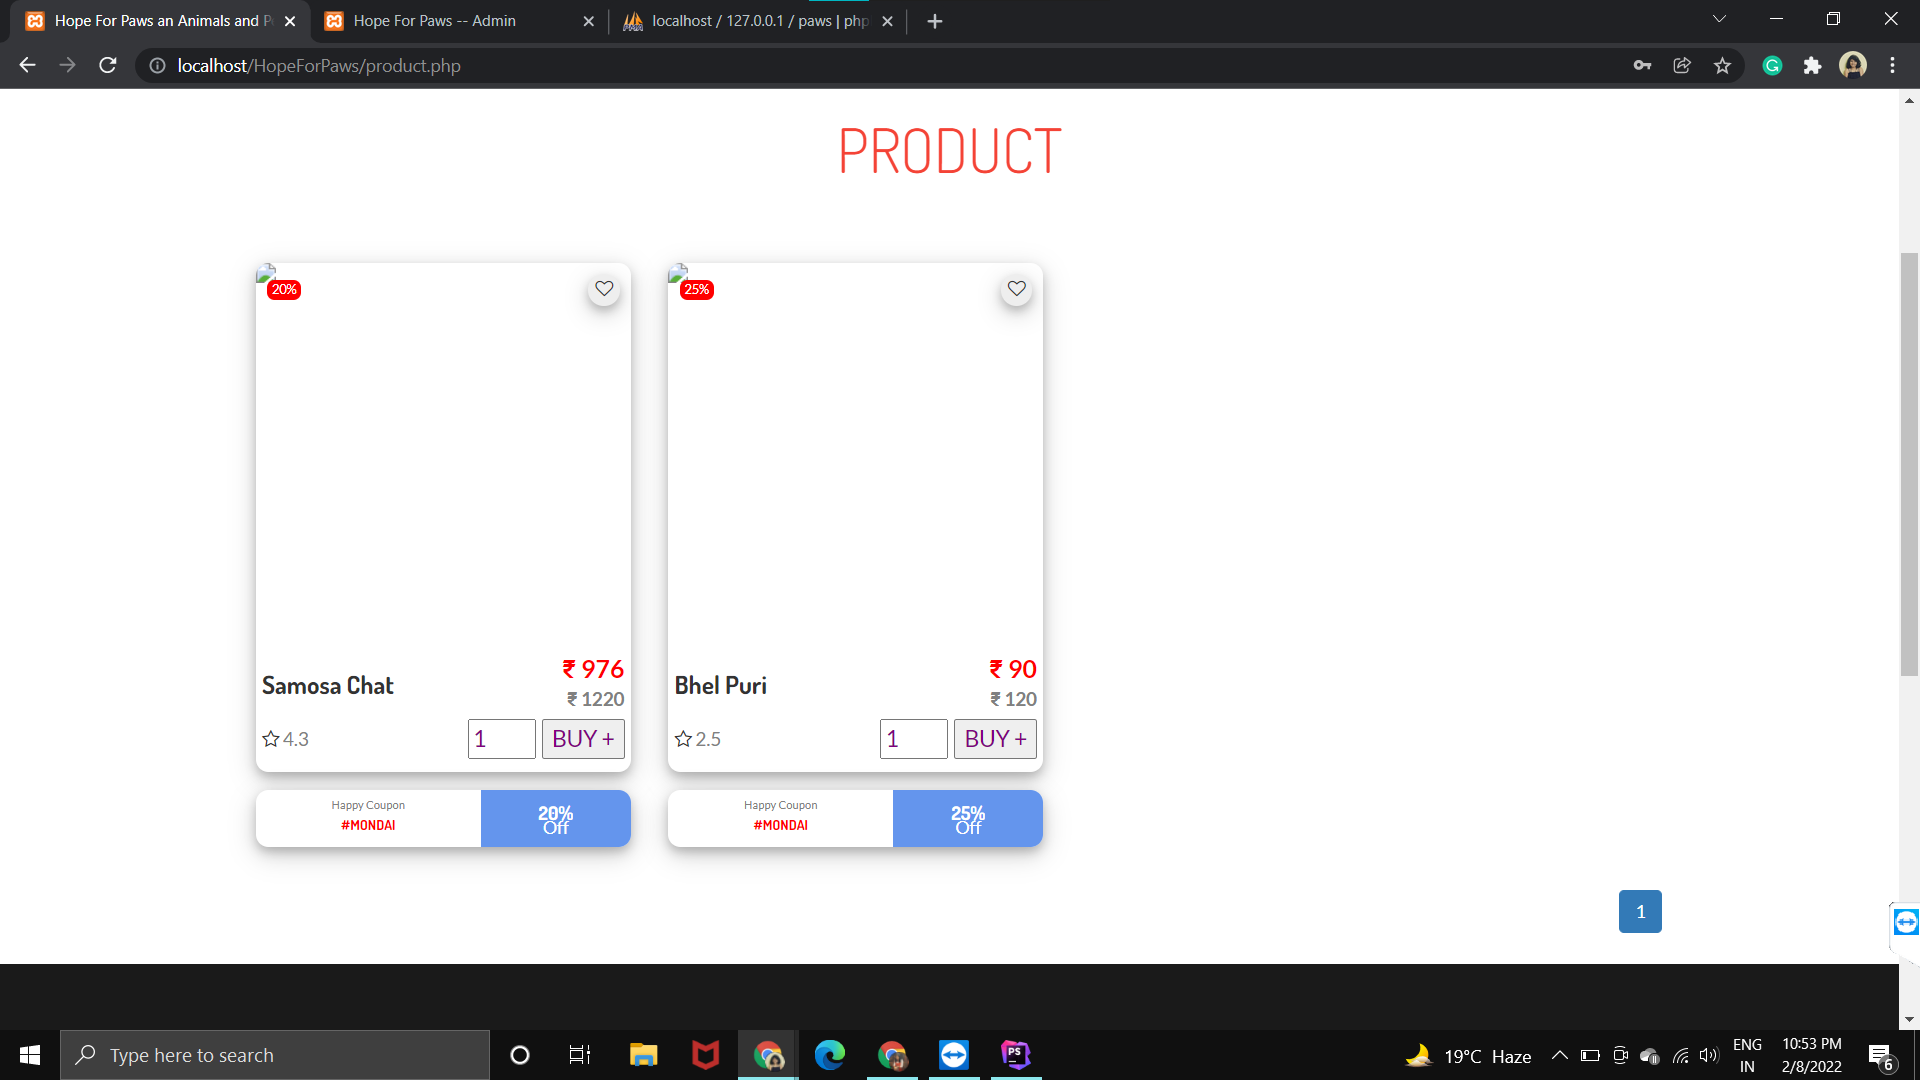 Hope For Paws an Animals and P
Hope For Paws -- Admin
localhost / 127.0.0.1 / paws | php
localhost/HopeForPaws/product.php
PRODUCT
20%
25%
Samosa Chat
₹ 976
₹ 1220
4.3
1
BUY +
Bhel Puri
₹ 90
₹ 120
2.5
1
BUY +
Happy Coupon
#MONDAI
20%
Off
Happy Coupon
#MONDAI
25%
Off
1
Type here to search
PS
19°C Haze
ENG
IN
10:53 PM
2/8/2022
6